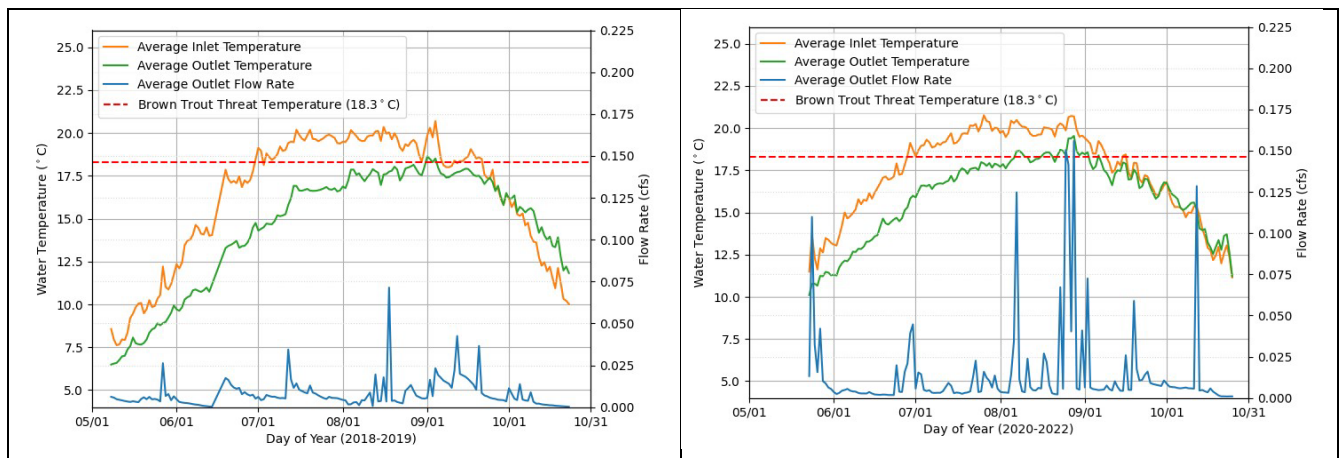 25.0
22.5
20.0
17.5
15.0
12.5
10.0
7.5
5.0
Water Temperature (°C)
Average Inlet Temperature
Average Outlet Temperature
Average Outlet Flow Rate
Brown Trout Threat Temperature (18.3°C)
0.225
0.200
0.175
0.150
0.125
0.100
0.075
0.050
0.025
0.000
Flow Rate (cfs)
05/01 06/01 07/01 08/01 09/01 10/01 10/31
Day of Year (2018-2019)
25.0
22.5
20.0
17.5
15.0
12.5
10.0
7.5
5.0
Water Temperature (°C)
Average Inlet Temperature
Average Outlet Temperature
Average Outlet Flow Rate
Brown Trout Threat Temperature (18.3°C)
0.225
0.200
0.175
0.150
0.125
0.100
0.075
0.050
0.025
0.000
Flow Rate (cfs)
05/01 06/01 07/01 08/01 09/01 10/01 10/31
Day of Year (2020-2022)